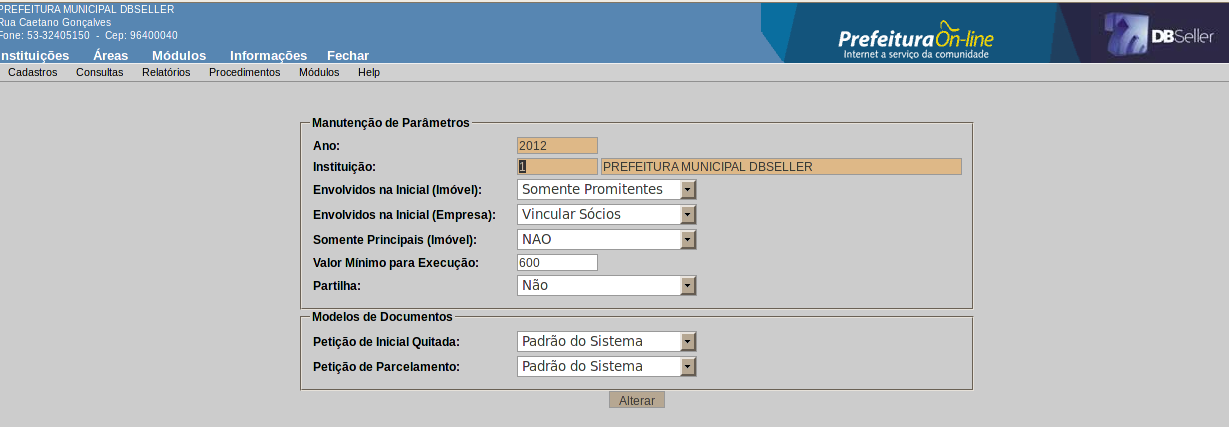 PREFEITURA MUNICIPAL DBSELLER
Rua Caetano Gonçalves
Fone: 53-32405150 - Cep: 96400040
nstituições Áreas Módulos Informações Fechar
PrefeituraOn-line
Internet a serviço da comunidade
DBSeller
Cadastros Consultas Relatórios Procedimentos Módulos Help
Manutenção de Parâmetros
Ano: 2012
Instituição: 1 PREFEITURA MUNICIPAL DBSELLER
Envolvidos na Inicial (Imóvel): Somente Promitentes
Envolvidos na Inicial (Empresa): Vincular Sócios
Somente Principais (Imóvel): NAO
Valor Mínimo para Execução: 600
Partilha: Não
Modelos de Documentos
Petição de Inicial Quitada: Padrão do Sistema
Petição de Parcelamento: Padrão do Sistema
Alterar